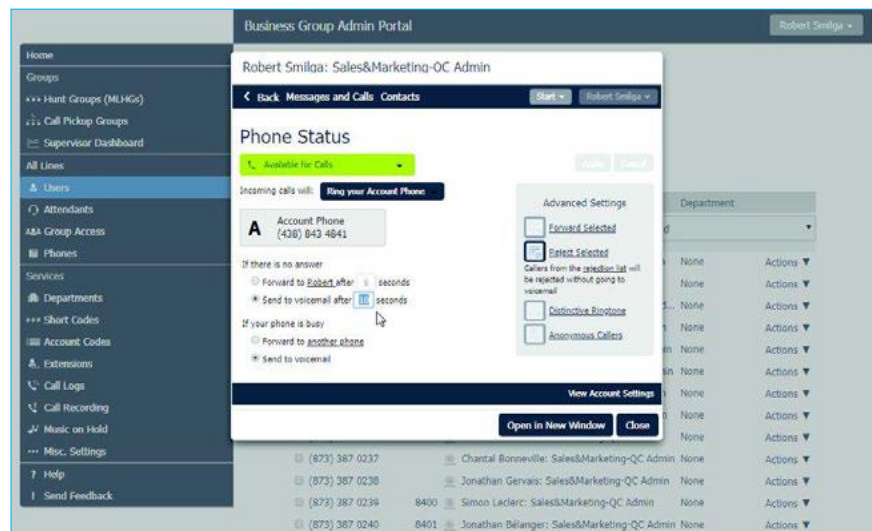 Business Group Admin Portal
Robert Smilga
Home
Groups
Hunt Groups (MLHGs)
Call Pickup Groups
Supervisor Dashboard
All Lines
Users
Attendants
Group Access
Phones
Services
Departments
Short Codes
Account Codes
Extensions
Call Logs
Call Recording
Music on Hold
Misc. Settings
? Help
! Send Feedback
Robert Smilga: Sales&Marketing-QC Admin
Back Messages and Calls Contacts
Start
Robert Smilga
Phone Status
Available for Calls
Apply Cancel
Incoming calls will: Ring your Account Phone
A Account Phone
(438) 843 4841
If there is no answer
Forward to Robert after seconds
Send to voicemail after 10 seconds
If your phone is busy
Forward to another phone
Send to voicemail
Advanced Settings
Forward Selected
Reject Selected
Callers from the rejection list will
be rejected without going to
voicemail
Distinctive Ringtone
Anonymous Callers
View Account Settings
Open in New Window Close
Department
None Actions
None Actions
None Actions
None Actions
None Actions
None Actions
None Actions
None Actions
None Actions
(873) 387 0237 Chantal Bonneville: Sales&Marketing-QC Admin None Actions
(873) 387 0238 Jonathan Gervais: Sales&Marketing-QC Admin None Actions
(873) 387 0239 8400 Simon Leclerc: Sales&Marketing-QC Admin None Actions
(873) 387 0240 8401 Jonathan Bélanger: Sales&Marketing-QC Admin None Actions